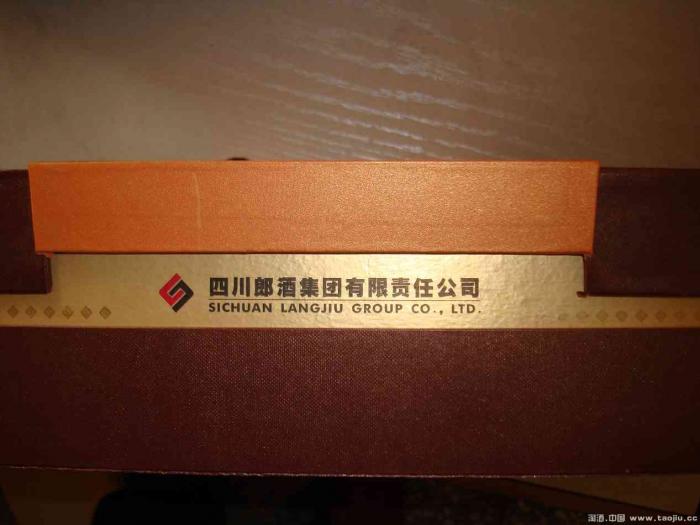 四川郎酒集团有限责任公司
SICHUAN LANGJIU GROUP CO., LTD.
淘酒.中国 www.taojiu.cc